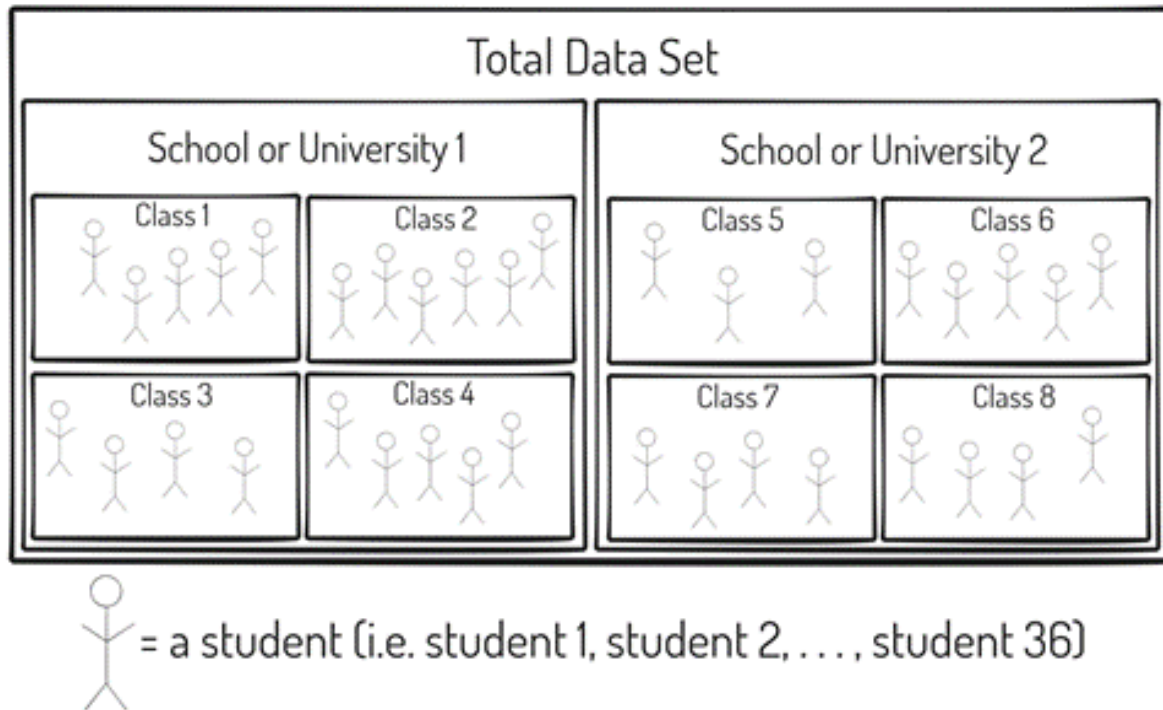 Total Data Set
School or University 1
School or University 2
Class 1
Class 2
Class 5
Class 6
Class 3
Class 4
Class 7
Class 8
= a student (i.e. student 1, student 2, . . . , student 36)